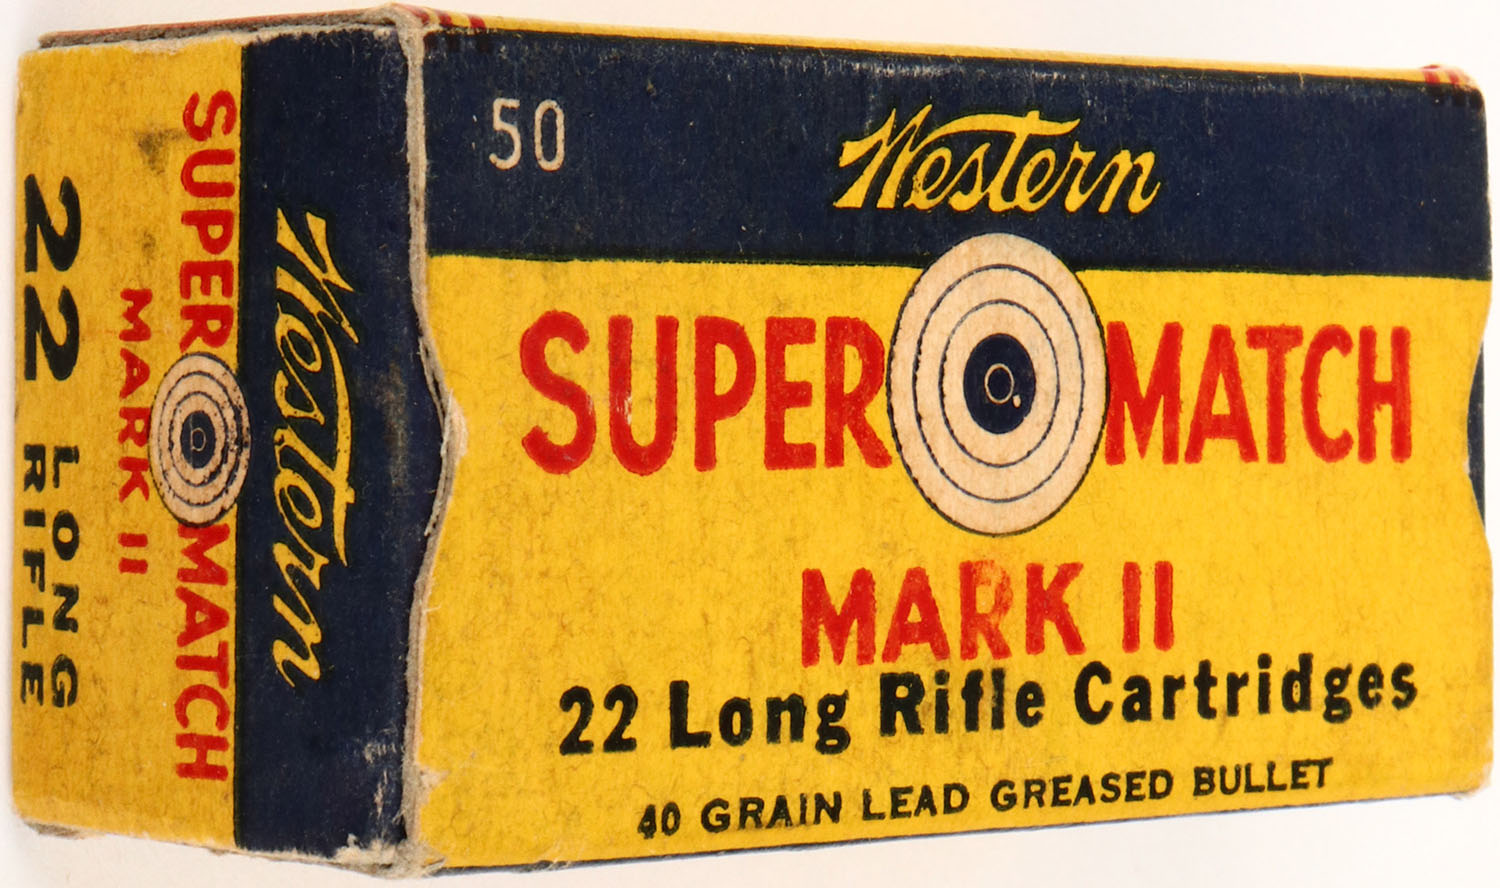 50
Western
SUPER MATCH
MARK II
22 Long Rifle Cartridges
40 GRAIN LEAD GREASED BULLET
Western
SUPER MATCH
MARK II
22 LONG RIFLE